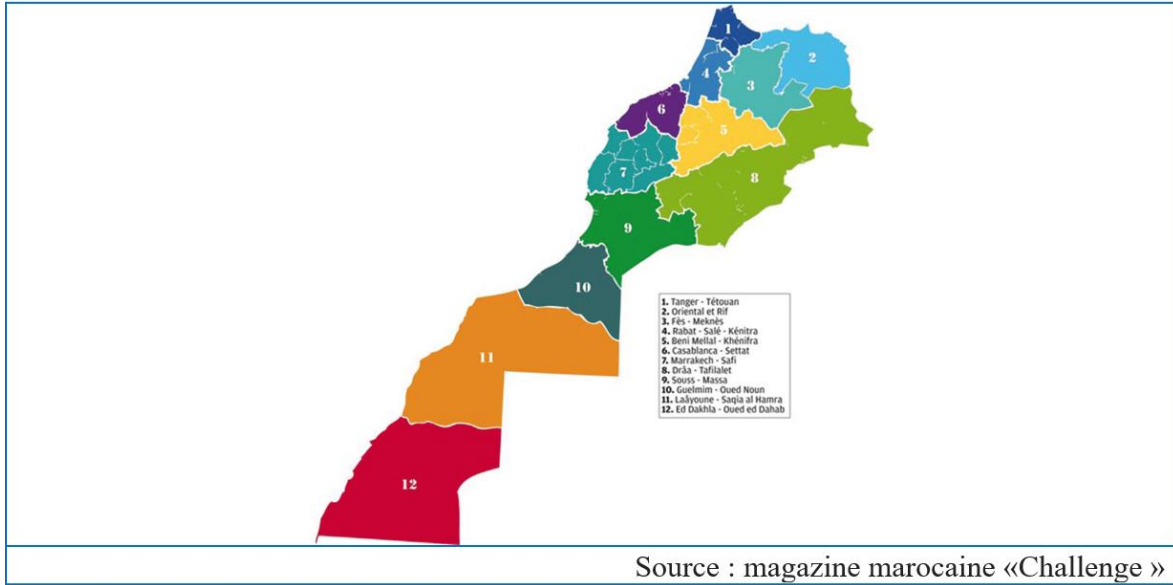 1
2
3
4
5
6
7
8
9
10
11
12
1. Tanger - Tétouan
2. Oriental et Rif
3. Fès - Meknès
4. Rabat - Salé - Kénitra
5. Beni Mellal - Khénifra
6. Casablanca - Settat
7. Marrakech - Safi
8. Drâa - Tafilalet
9. Souss - Massa
10. Guelmim - Oued Noun
11. Laâyoune - Saqia al Hamra
12. Ed Dakhla - Oued ed Dahab
Source : magazine marocaine «Challenge »